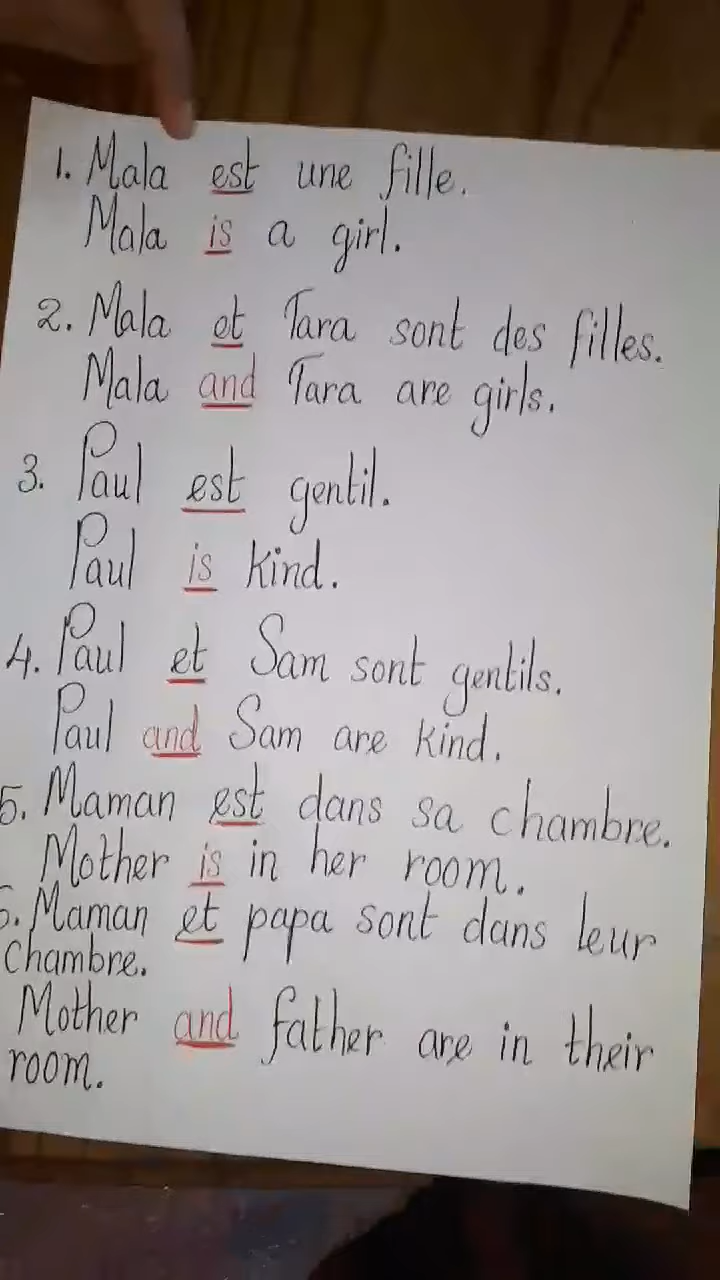 1. Mala est une fille.
Mala is a girl.
2. Mala et Tara sont des filles.
Mala and Tara are girls.
3. Paul est gentil.
Paul is kind.
4. Paul et Sam sont gentils.
Paul and Sam are kind.
5. Maman est dans sa chambre.
Mother is in her room.
6. Maman et papa sont dans leur
chambre.
Mother and father are in their
room.